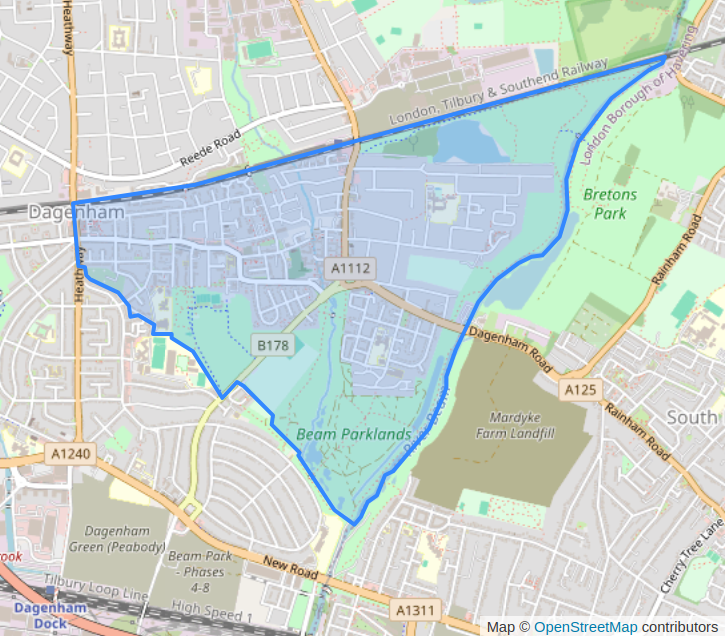 Heathway
London, Tilbury & Southend Railway
London Borough of Havering
Reede Road
Dagenham
Bretons
Park
Heathway
A1112
Rainham Road
B178
Dagenham Road
A125
River Beam
Rainham Road
Mardyke
Farm Landfill
South
Beam Parklands
A1240
Dagenham
Green (Peabody)
Beam Park
- Phases
4-8
New Road
Cherry Tree Lane
Tilbury Loop Line
High Speed 1
Dagenham
Dock
A1311
Map © OpenStreetMap contributors